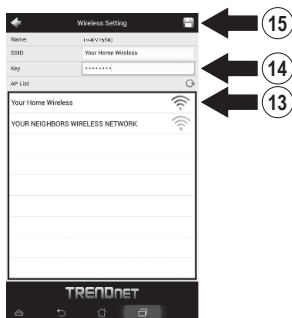 Wireless Setting
15
Name
SSID
Your Home Wireless
Key
********
14
AP List
Your Home Wireless
13
YOUR NEIGHBORS WIRELESS NETWORK
TRENDNET